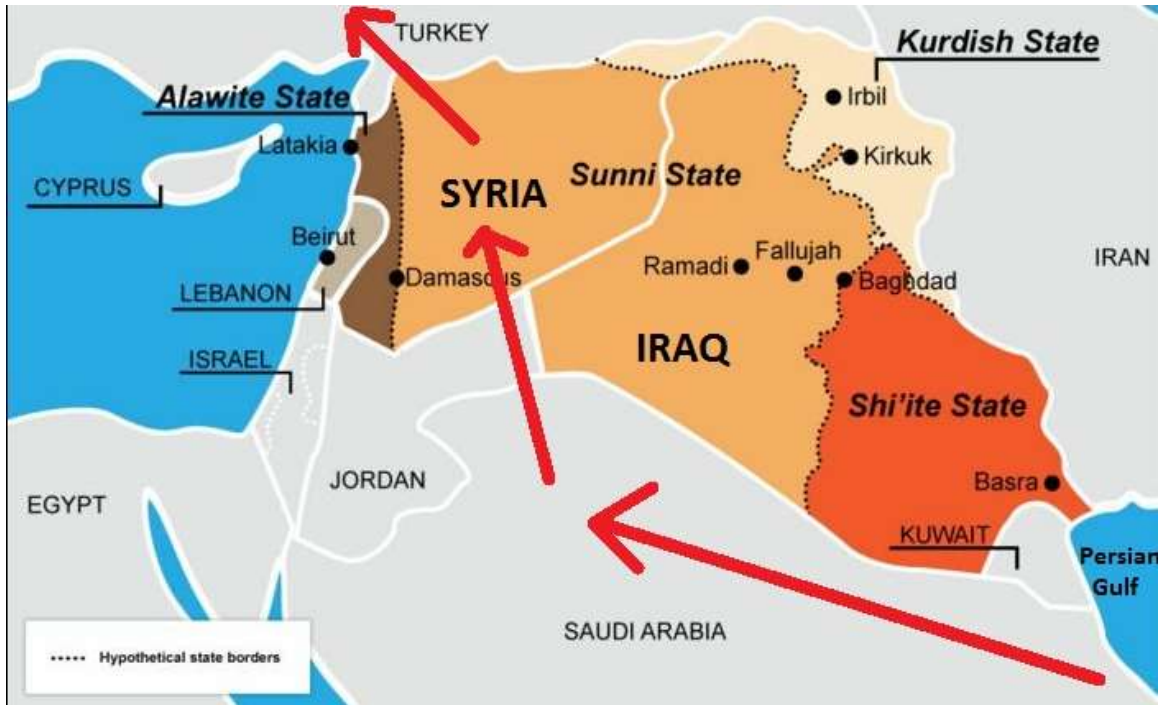 TURKEY
Kurdish State
Alawite State
Irbil
Latakia
Kirkuk
CYPRUS
SYRIA
Sunni State
Beirut
Ramadi
Fallujah
IRAN
Damascus
Baghdad
LEBANON
IRAQ
ISRAEL
Shi'ite State
JORDAN
Basra
EGYPT
KUWAIT
Persian
Gulf
SAUDI ARABIA
Hypothetical state borders